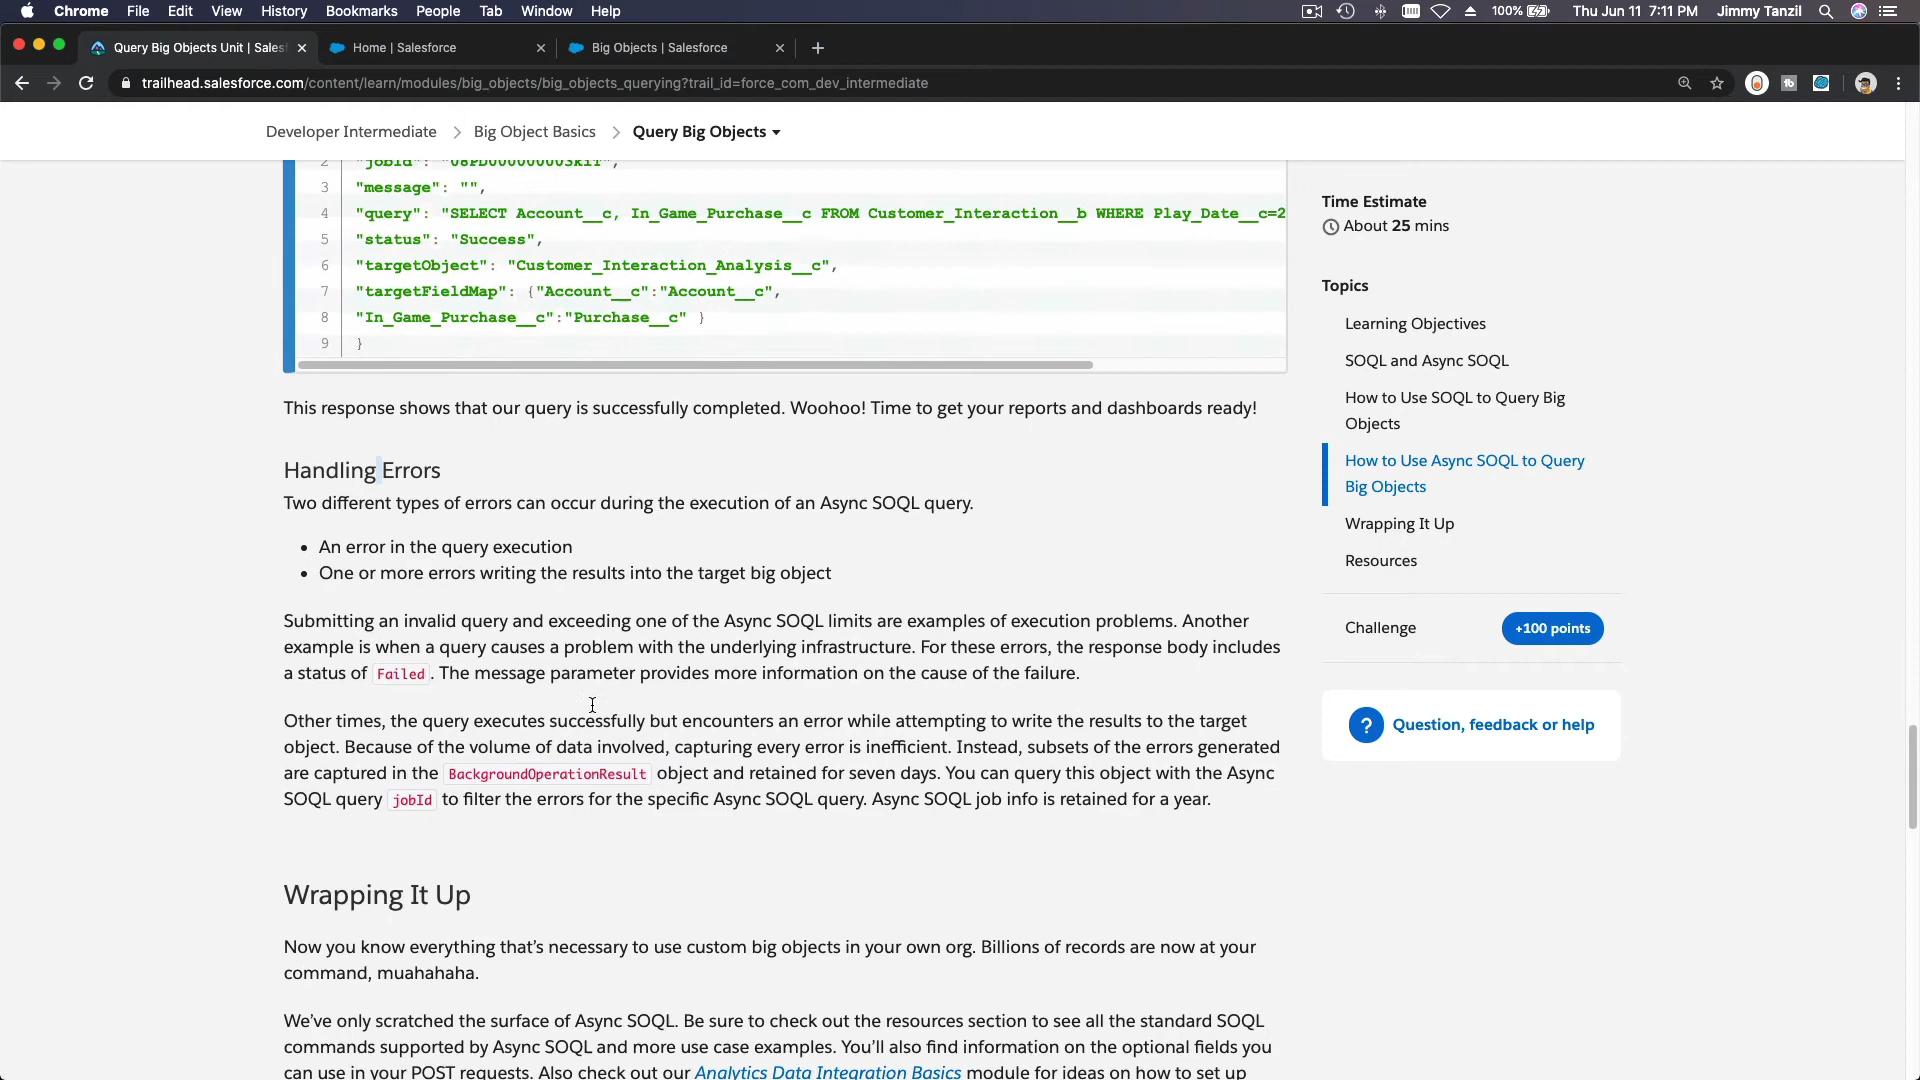 Chrome File Edit View History Bookmarks People Tab Window Help 100% Thu Jun 11 7:11 PM Jimmy Tanzil
Query Big Objects Unit | Sales
Home | Salesforce
Big Objects | Salesforce
trailhead.salesforce.com/content/learn/modules/big_objects/big_objects_querying?trail_id=force_com_dev_intermediate
Developer Intermediate > Big Object Basics > Query Big Objects
2 "jobId":
3 "message": "",
4 "query": "SELECT Account__c, In_Game_Purchase__c FROM Customer_Interaction__b WHERE Play_Date__c=2
5 "status": "Success",
6 "targetObject": "Customer_Interaction_Analysis__c",
7 "targetFieldMap": {"Account__c":"Account__c",
8 "In_Game_Purchase__c":"Purchase__c" }
9 }
This response shows that our query is successfully completed. Woohoo! Time to get your reports and dashboards ready!
Handling Errors
Two different types of errors can occur during the execution of an Async SOQL query.
• An error in the query execution
• One or more errors writing the results into the target big object
Submitting an invalid query and exceeding one of the Async SOQL limits are examples of execution problems. Another
example is when a query causes a problem with the underlying infrastructure. For these errors, the response body includes
a status of Failed. The message parameter provides more information on the cause of the failure.
Other times, the query executes successfully but encounters an error while attempting to write the results to the target
object. Because of the volume of data involved, capturing every error is inefficient. Instead, subsets of the errors generated
are captured in the BackgroundOperationResult object and retained for seven days. You can query this object with the Async
SOQL query jobId to filter the errors for the specific Async SOQL query. Async SOQL job info is retained for a year.
Wrapping It Up
Now you know everything that's necessary to use custom big objects in your own org. Billions of records are now at your
command, muahahaha.
We've only scratched the surface of Async SOQL. Be sure to check out the resources section to see all the standard SOQL
commands supported by Async SOQL and more use case examples. You'll also find information on the optional fields you
can use in your POST requests. Also check out our Analytics Data Integration Basics module for ideas on how to set up
Time Estimate
About 25 mins
Topics
Learning Objectives
SOQL and Async SOQL
How to Use SOQL to Query Big
Objects
How to Use Async SOQL to Query
Big Objects
Wrapping It Up
Resources
Challenge
+100 points
? Question, feedback or help